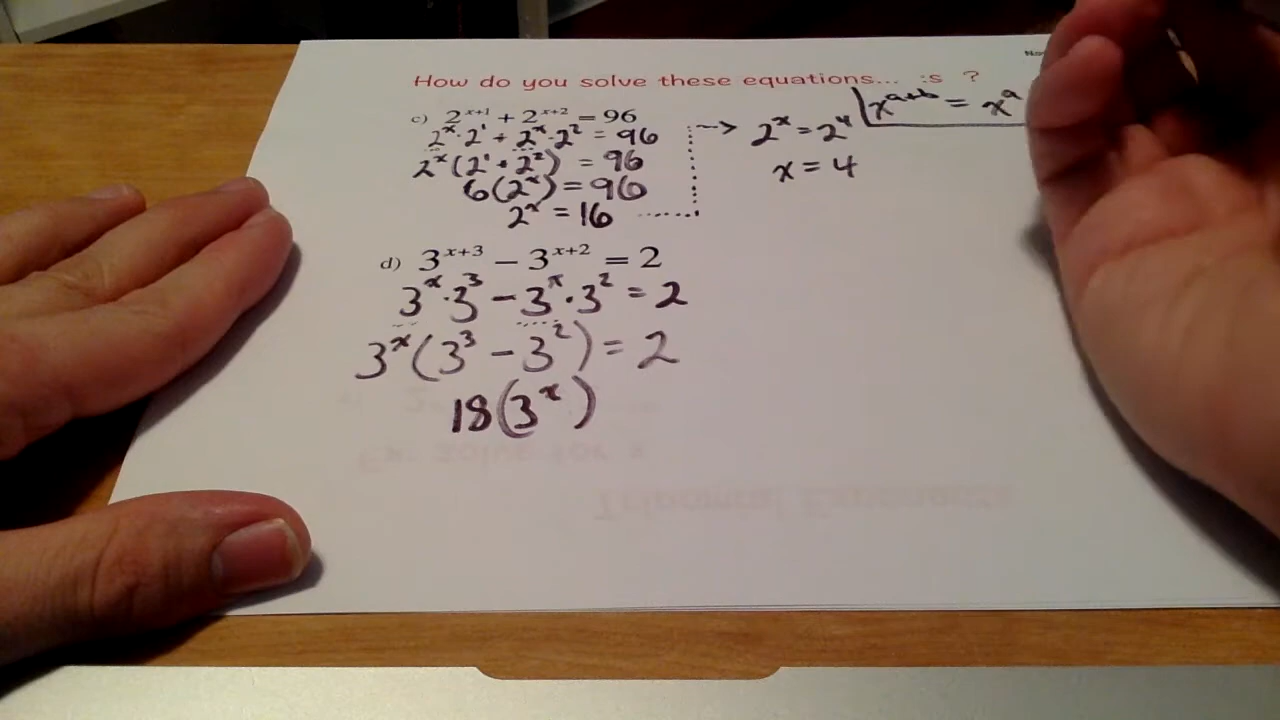 How do you solve these equations... :s ?
c) 2^{x+1} + 2^{x+2} = 96
2^x · 2^1 + 2^x · 2^2 = 96
2^x (2^1 + 2^2) = 96
6(2^x) = 96
2^x = 16
--> 2^x = 2^4
x = 4
x^{a+b} = x^a
d) 3^{x+3} − 3^{x+2} = 2
3^x · 3^3 − 3^x · 3^2 = 2
3^x (3^3 − 3^2) = 2
18(3^x)